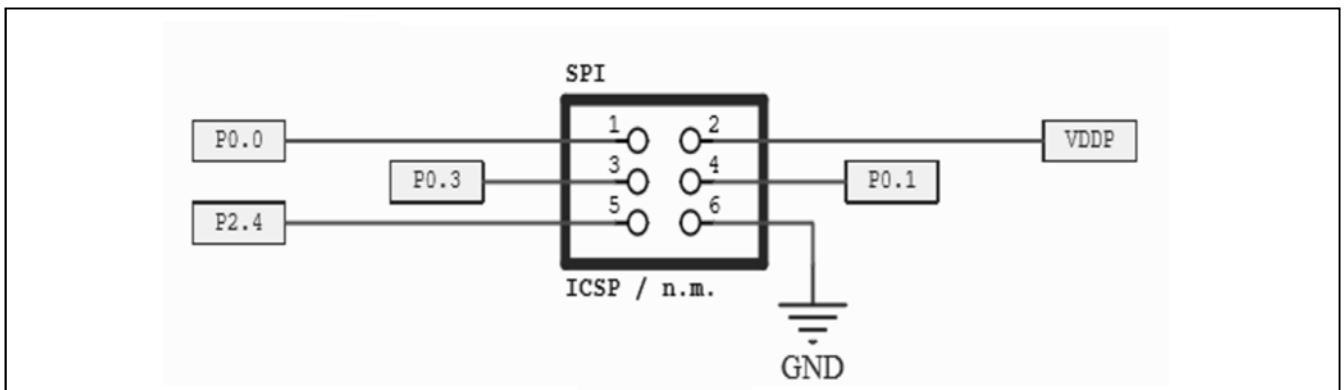 SPI
P0.0 1 2 VDDP
P0.3 3 4 P0.1
P2.4 5 6
ICSP / n.m.
GND